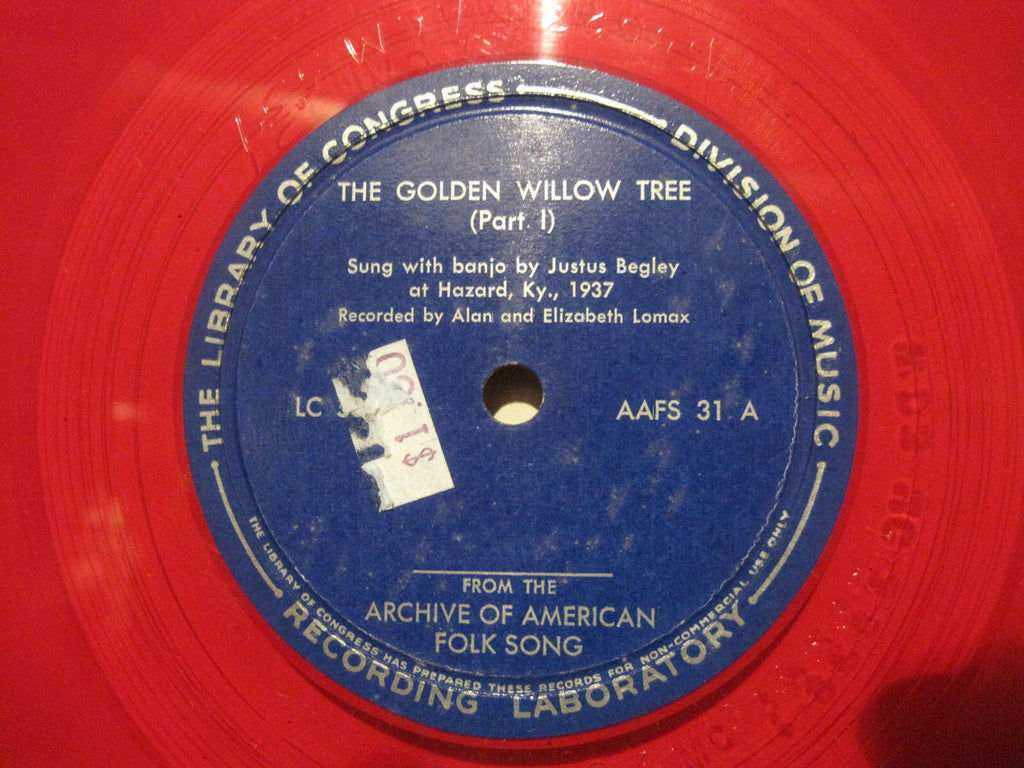 THE LIBRARY OF CONGRESS
DIVISION OF MUSIC
THE GOLDEN WILLOW TREE
(Part I)
Sung with banjo by Justus Begley
at Hazard, Ky., 1937
Recorded by Alan and Elizabeth Lomax
LC
AAFS 31 A
$1.00
FROM THE
ARCHIVE OF AMERICAN
FOLK SONG
THE LIBRARY OF CONGRESS HAS PREPARED THESE RECORDS FOR NON-COMMERCIAL USE ONLY
RECORDING LABORATORY